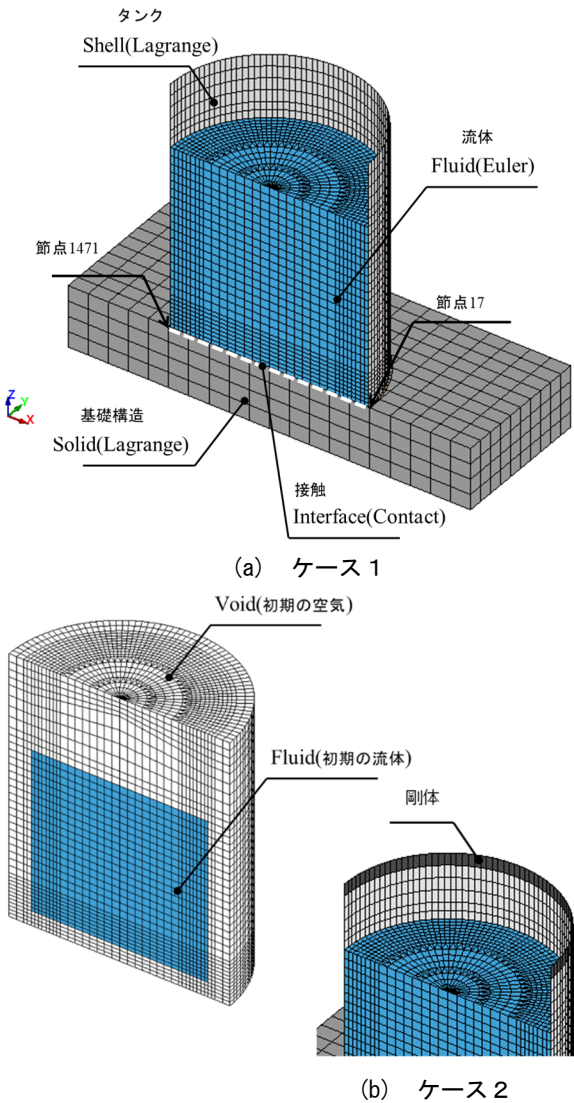 タンク
Shell(Lagrange)
流体
Fluid(Euler)
節点1471
節点17
Z
Y
X
基礎構造
Solid(Lagrange)
接触
Interface(Contact)
(a) ケース1
Void(初期の空気)
Fluid(初期の流体)
剛体
(b) ケース2